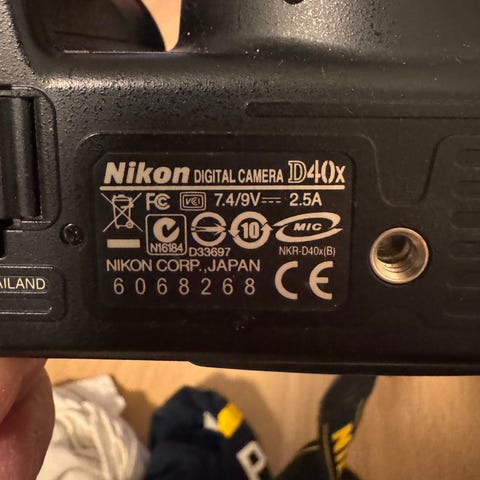 Nikon DIGITAL CAMERA D40x
FC VCI 7.4/9V 2.5A
N16184 D33697 10 MIC NKR-D40x(B)
NIKON CORP., JAPAN
6068268 CE
AILAND
NIK